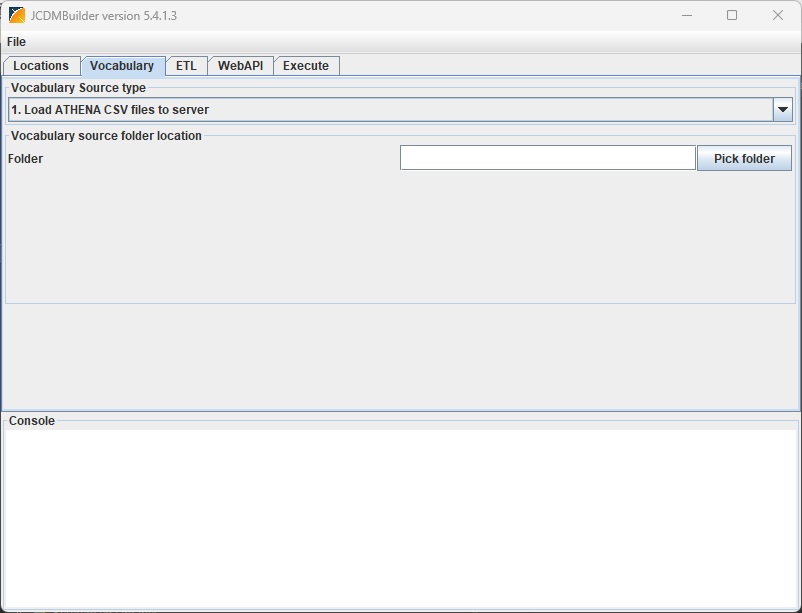 JCDMBuilder version 5.4.1.3
File
Locations Vocabulary ETL WebAPI Execute
Vocabulary Source type
1. Load ATHENA CSV files to server
Vocabulary source folder location
Folder Pick folder
Console